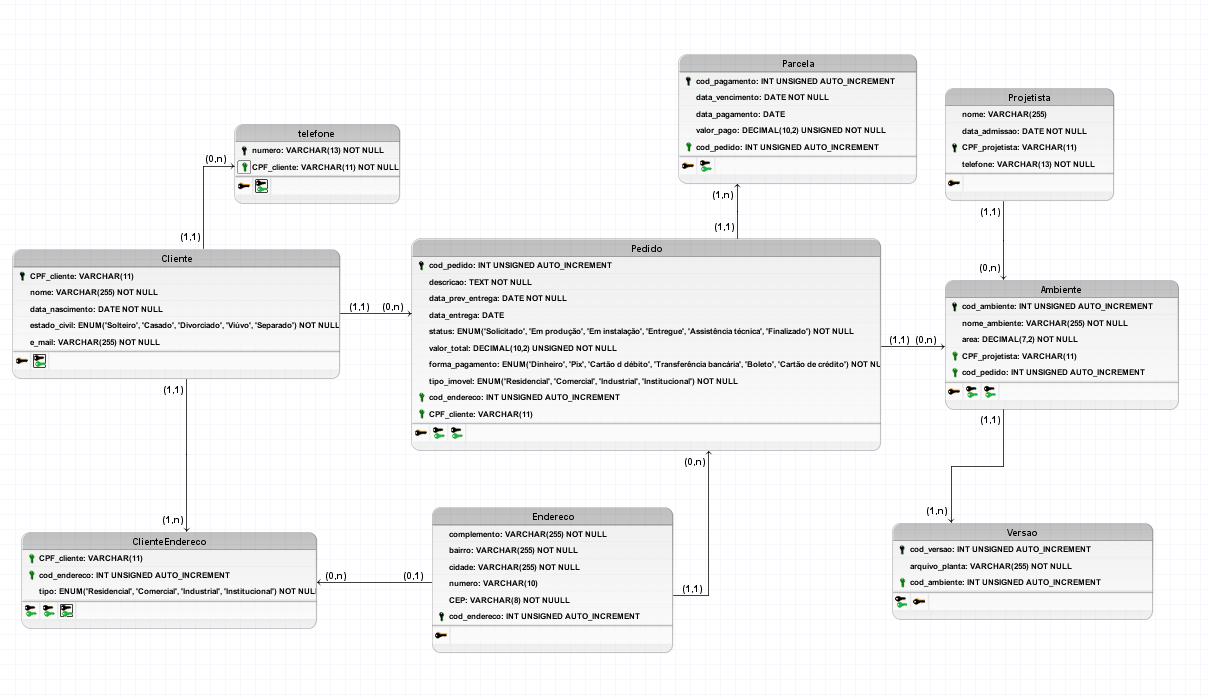 Parcela
cod_pagamento: INT UNSIGNED AUTO_INCREMENT
data_vencimento: DATE NOT NULL
data_pagamento: DATE
valor_pago: DECIMAL(10,2) UNSIGNED NOT NULL
cod_pedido: INT UNSIGNED AUTO_INCREMENT
Projetista
nome: VARCHAR(255)
data_admissao: DATE NOT NULL
CPF_projetista: VARCHAR(11)
telefone: VARCHAR(13) NOT NULL
telefone
numero: VARCHAR(13) NOT NULL
CPF_cliente: VARCHAR(11) NOT NULL
(0,n)
(1,1)
(1,n)
(1,1)
(1,1)
(0,n)
Cliente
CPF_cliente: VARCHAR(11)
nome: VARCHAR(255) NOT NULL
data_nascimento: DATE NOT NULL
estado_civil: ENUM('Solteiro', 'Casado', 'Divorciado', 'Viúvo', 'Separado') NOT NULL
e_mail: VARCHAR(255) NOT NULL
(1,1) (0,n)
Pedido
cod_pedido: INT UNSIGNED AUTO_INCREMENT
descricao: TEXT NOT NULL
data_prev_entrega: DATE NOT NULL
data_entrega: DATE
status: ENUM('Solicitado', 'Em produção', 'Em instalação', 'Entregue', 'Assistência técnica', 'Finalizado') NOT NULL
valor_total: DECIMAL(10,2) UNSIGNED NOT NULL
forma_pagamento: ENUM('Dinheiro', 'Pix', 'Cartão d débito', 'Transferência bancária', 'Boleto', 'Cartão de crédito') NOT NU
tipo_imovel: ENUM('Residencial', 'Comercial', 'Industrial', 'Institucional') NOT NULL
cod_endereco: INT UNSIGNED AUTO_INCREMENT
CPF_cliente: VARCHAR(11)
(1,1) (0,n)
Ambiente
cod_ambiente: INT UNSIGNED AUTO_INCREMENT
nome_ambiente: VARCHAR(255) NOT NULL
area: DECIMAL(7,2) NOT NULL
CPF_projetista: VARCHAR(11)
cod_pedido: INT UNSIGNED AUTO_INCREMENT
(1,1)
(1,n)
(0,n)
(1,1)
(1,n)
ClienteEndereco
CPF_cliente: VARCHAR(11)
cod_endereco: INT UNSIGNED AUTO_INCREMENT
tipo: ENUM('Residencial', 'Comercial', 'Industrial', 'Institucional') NOT NUL
(0,n) (0,1)
Endereco
complemento: VARCHAR(255) NOT NULL
bairro: VARCHAR(255) NOT NULL
cidade: VARCHAR(255) NOT NULL
numero: VARCHAR(10)
CEP: VARCHAR(8) NOT NUULL
cod_endereco: INT UNSIGNED AUTO_INCREMENT
(1,1)
Versao
cod_versao: INT UNSIGNED AUTO_INCREMENT
arquivo_planta: VARCHAR(255) NOT NULL
cod_ambiente: INT UNSIGNED AUTO_INCREMENT